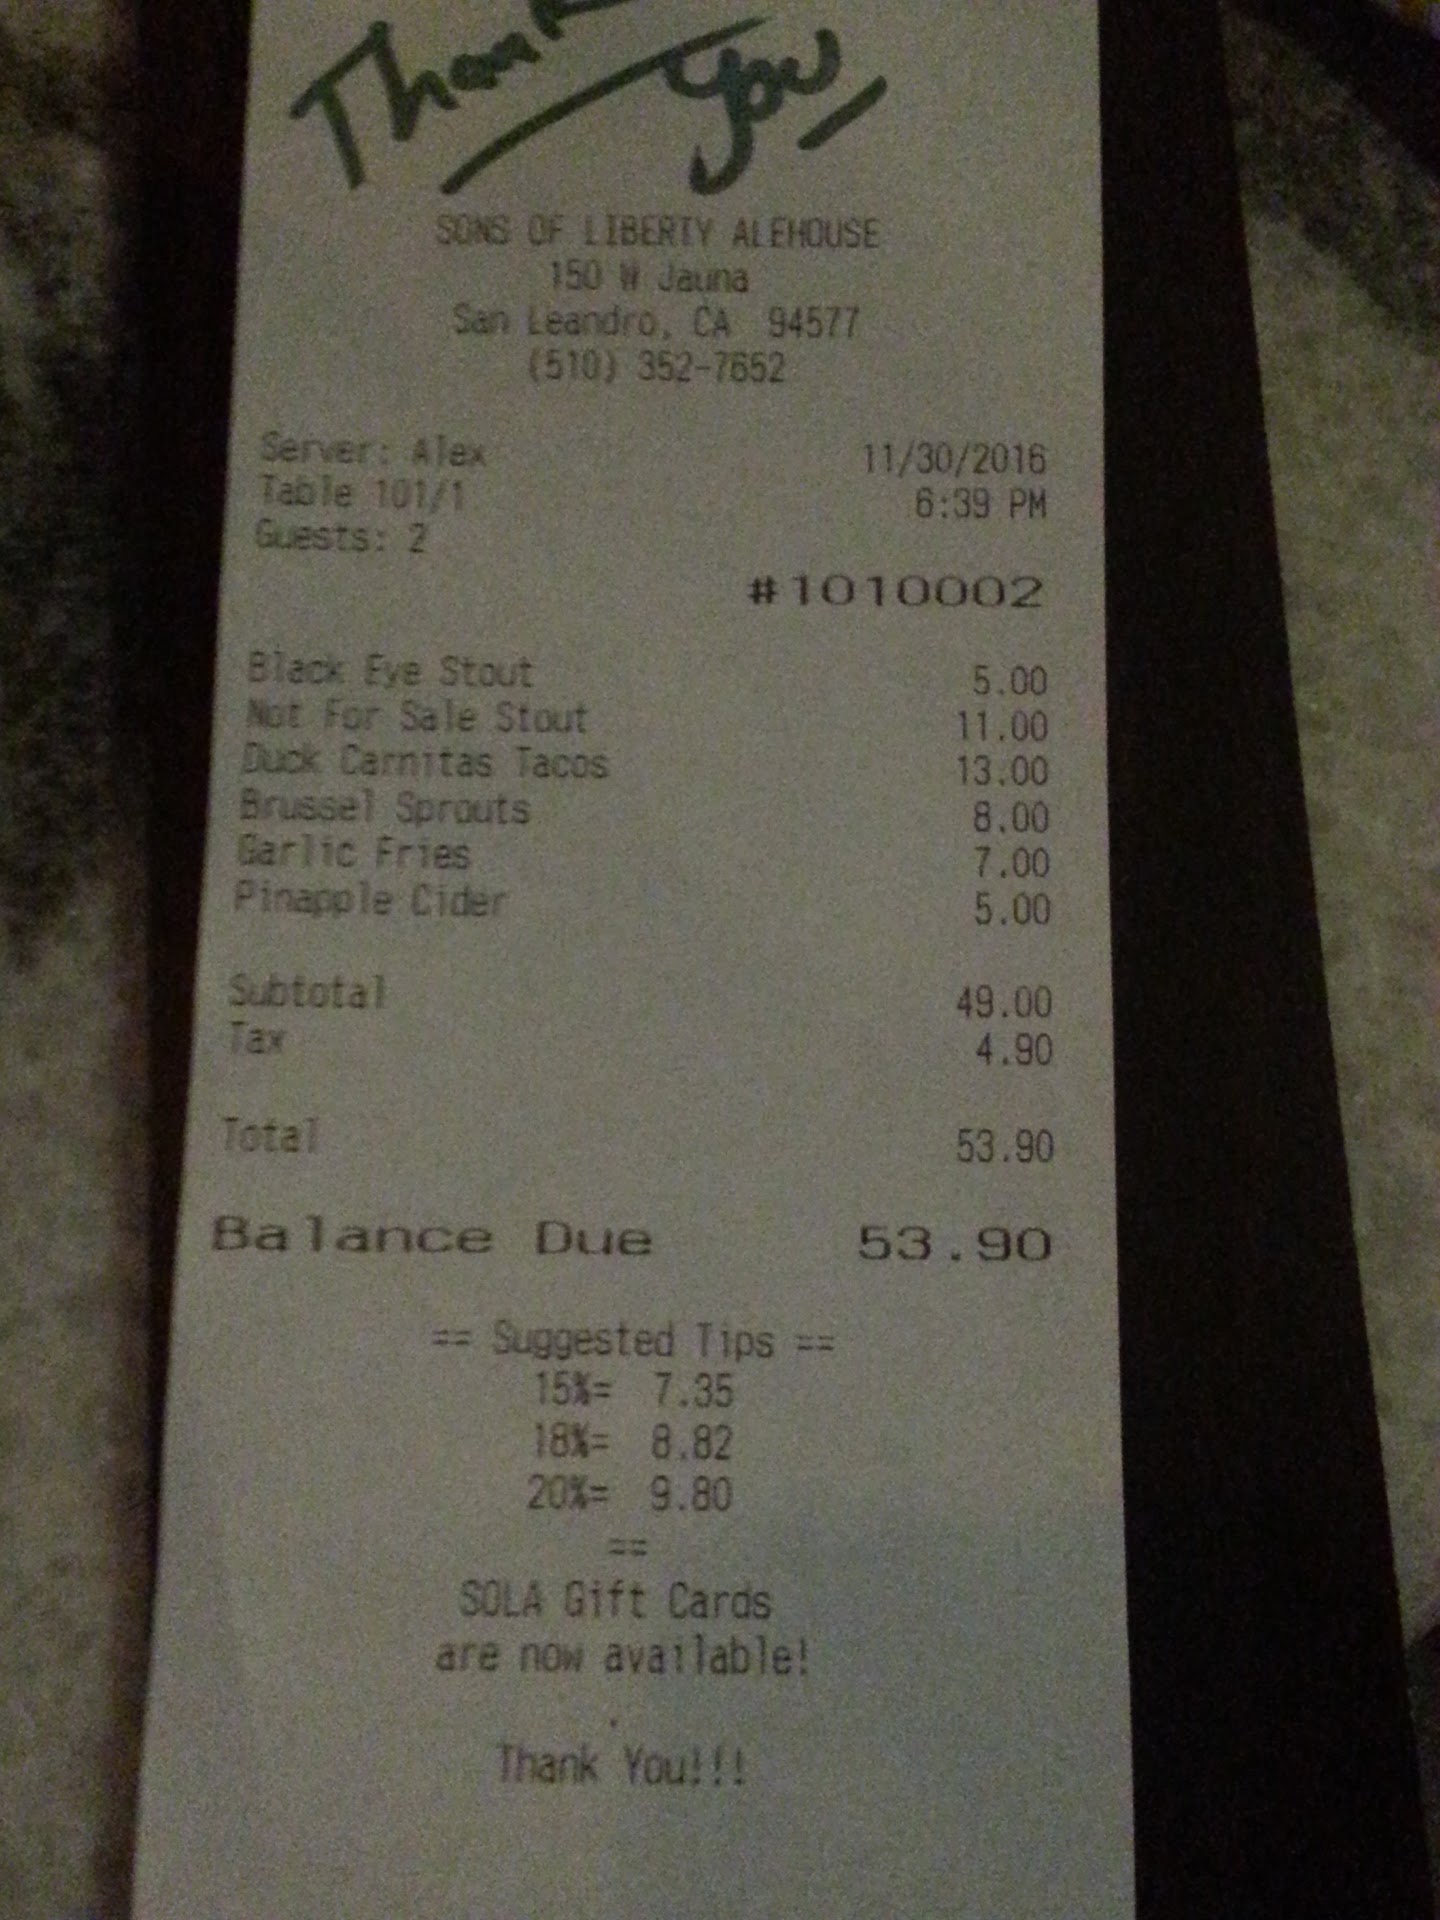 Thank
You
SONS OF LIBERTY ALEHOUSE
150 W Jauna
San Leandro, CA 94577
(510) 352-7652
Server: Alex 11/30/2016
Table 101/1 6:39 PM
Guests: 2
#1010002
Black Eye Stout 5.00
Not For Sale Stout 11.00
Duck Carnitas Tacos 13.00
Brussel Sprouts 8.00
Garlic Fries 7.00
Pinapple Cider 5.00
Subtotal 49.00
Tax 4.90
Total 53.90
Balance Due 53.90
== Suggested Tips ==
15%= 7.35
18%= 8.82
20%= 9.80
==
SOLA Gift Cards
are now available!
.
Thank You!!!